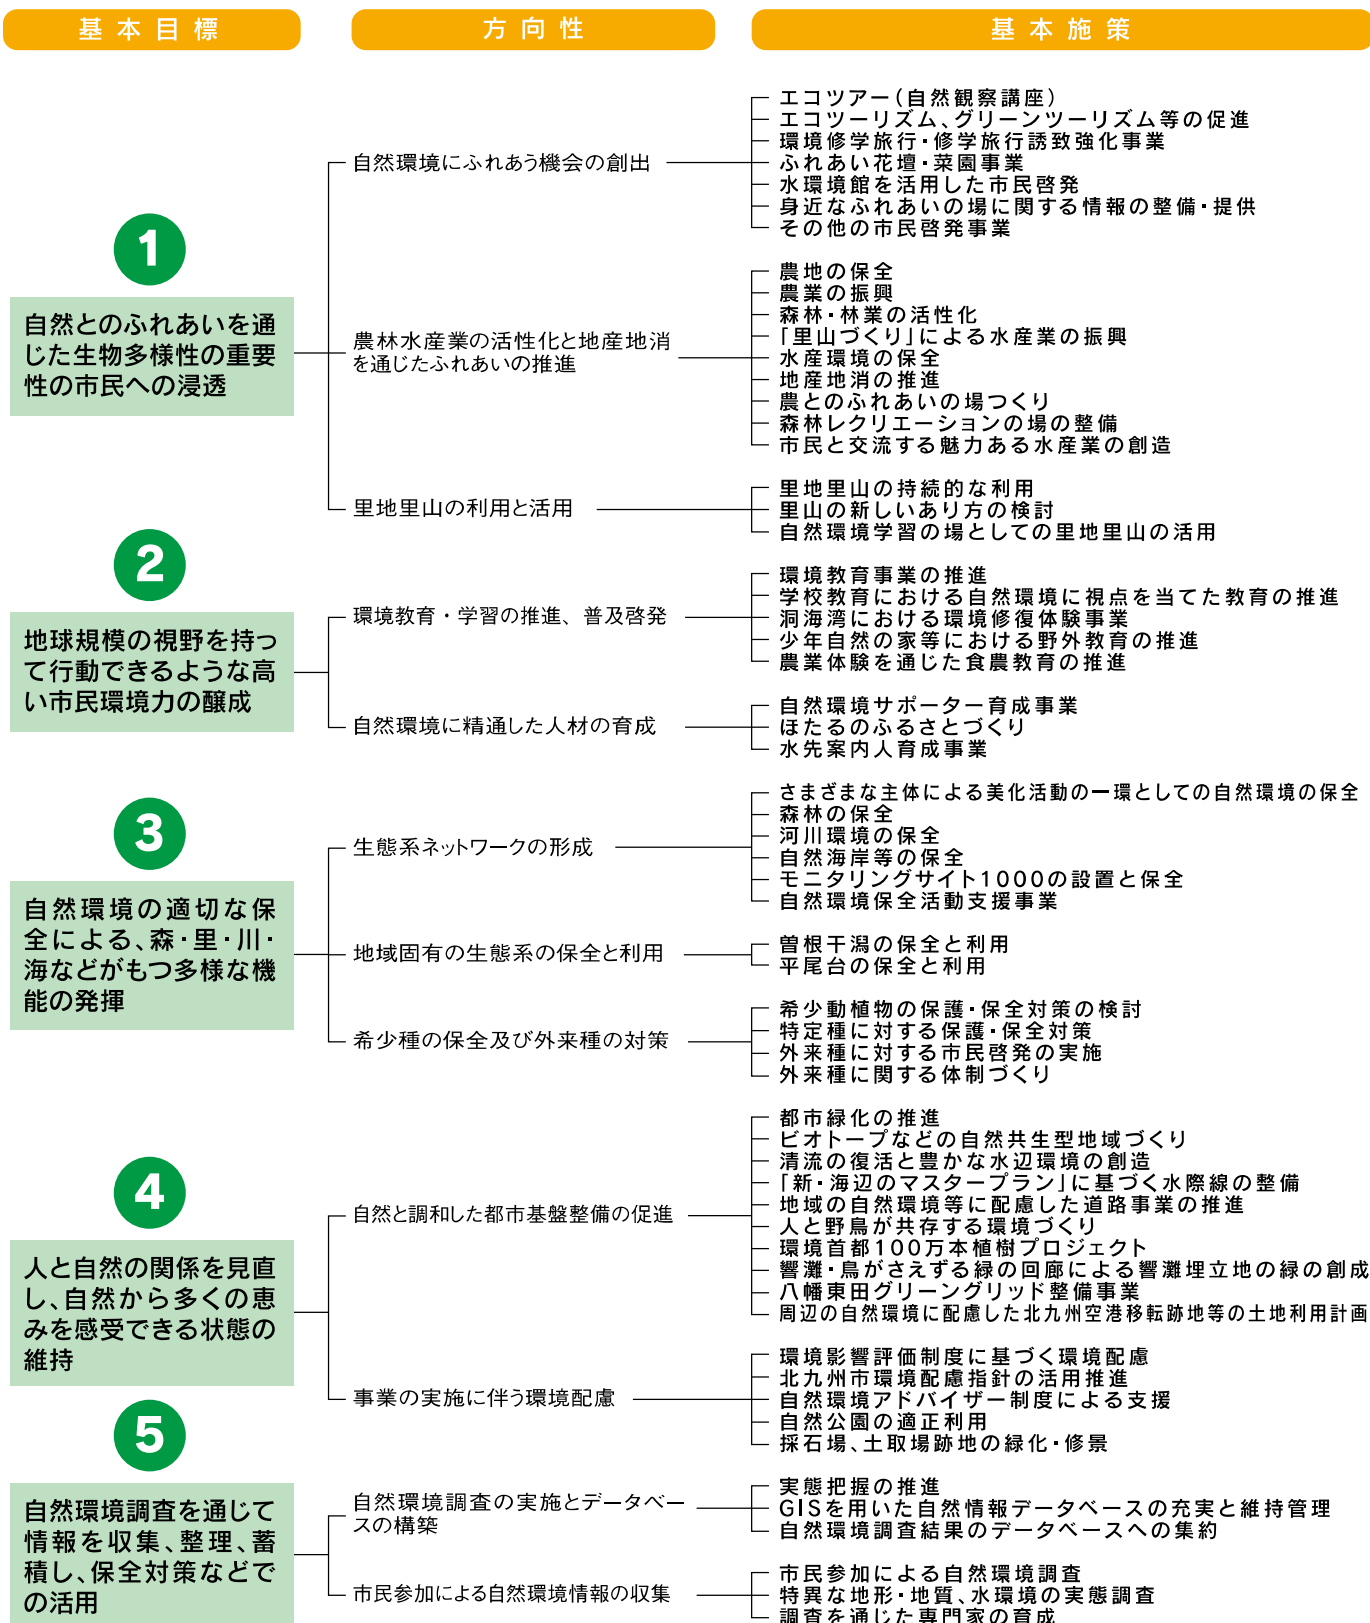 基本目標
方向性
基本施策
1
自然とのふれあいを通
じた生物多様性の重要
性の市民への浸透
自然環境にふれあう機会の創出
エコツアー(自然観察講座)
エコツーリズム、グリーンツーリズム等の促進
環境修学旅行・修学旅行誘致強化事業
ふれあい花壇・菜園事業
水環境館を活用した市民啓発
身近なふれあいの場に関する情報の整備・提供
その他の市民啓発事業
農林水産業の活性化と地産地消
を通じたふれあいの推進
農地の保全
農業の振興
森林・林業の活性化
「里山づくり」による水産業の振興
水産環境の保全
地産地消の推進
農とのふれあいの場つくり
森林レクリエーションの場の整備
市民と交流する魅力ある水産業の創造
里地里山の利用と活用
里地里山の持続的な利用
里山の新しいあり方の検討
自然環境学習の場としての里地里山の活用
2
地球規模の視野を持っ
て行動できるような高
い市民環境力の醸成
環境教育・学習の推進、普及啓発
環境教育事業の推進
学校教育における自然環境に視点を当てた教育の推進
洞海湾における環境修復体験事業
少年自然の家等における野外教育の推進
農業体験を通じた食農教育の推進
自然環境に精通した人材の育成
自然環境サポーター育成事業
ほたるのふるさとづくり
水先案内人育成事業
3
自然環境の適切な保
全による、森・里・川・
海などがもつ多様な機
能の発揮
生態系ネットワークの形成
さまざまな主体による美化活動の一環としての自然環境の保全
森林の保全
河川環境の保全
自然海岸等の保全
モニタリングサイト1000の設置と保全
自然環境保全活動支援事業
地域固有の生態系の保全と利用
曽根干潟の保全と利用
平尾台の保全と利用
希少種の保全及び外来種の対策
希少動植物の保護・保全対策の検討
特定種に対する保護・保全対策
外来種に対する市民啓発の実施
外来種に関する体制づくり
4
人と自然の関係を見直
し、自然から多くの恵
みを感受できる状態の
維持
自然と調和した都市基盤整備の促進
都市緑化の推進
ビオトープなどの自然共生型地域づくり
清流の復活と豊かな水辺環境の創造
「新・海辺のマスタープラン」に基づく水際線の整備
地域の自然環境等に配慮した道路事業の推進
人と野鳥が共存する環境づくり
環境首都100万本植樹プロジェクト
響灘・鳥がさえずる緑の回廊による響灘埋立地の緑の創成
八幡東田グリーングリッド整備事業
周辺の自然環境に配慮した北九州空港移転跡地等の土地利用計画
事業の実施に伴う環境配慮
環境影響評価制度に基づく環境配慮
北九州市環境配慮指針の活用推進
自然環境アドバイザー制度による支援
自然公園の適正利用
採石場、土取場跡地の緑化・修景
5
自然環境調査を通じて
情報を収集、整理、蓄
積し、保全対策などで
の活用
自然環境調査の実施とデータベー
スの構築
実態把握の推進
GISを用いた自然情報データベースの充実と維持管理
自然環境調査結果のデータベースへの集約
市民参加による自然環境情報の収集
市民参加による自然環境調査
特異な地形・地質、水環境の実態調査
調査を通じた専門家の育成